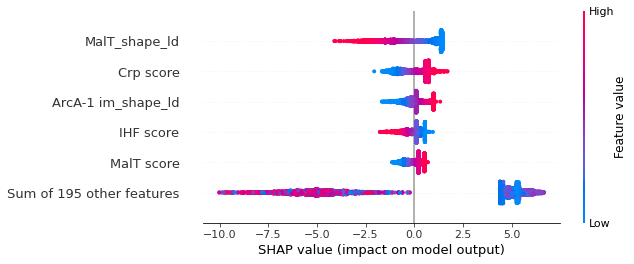 High
MalT_shape_ld
Crp score
ArcA-1 im_shape_ld
IHF score
MalT score
Sum of 195 other features
Feature value
Low
−10.0 −7.5 −5.0 −2.5 0.0 2.5 5.0
SHAP value (impact on model output)